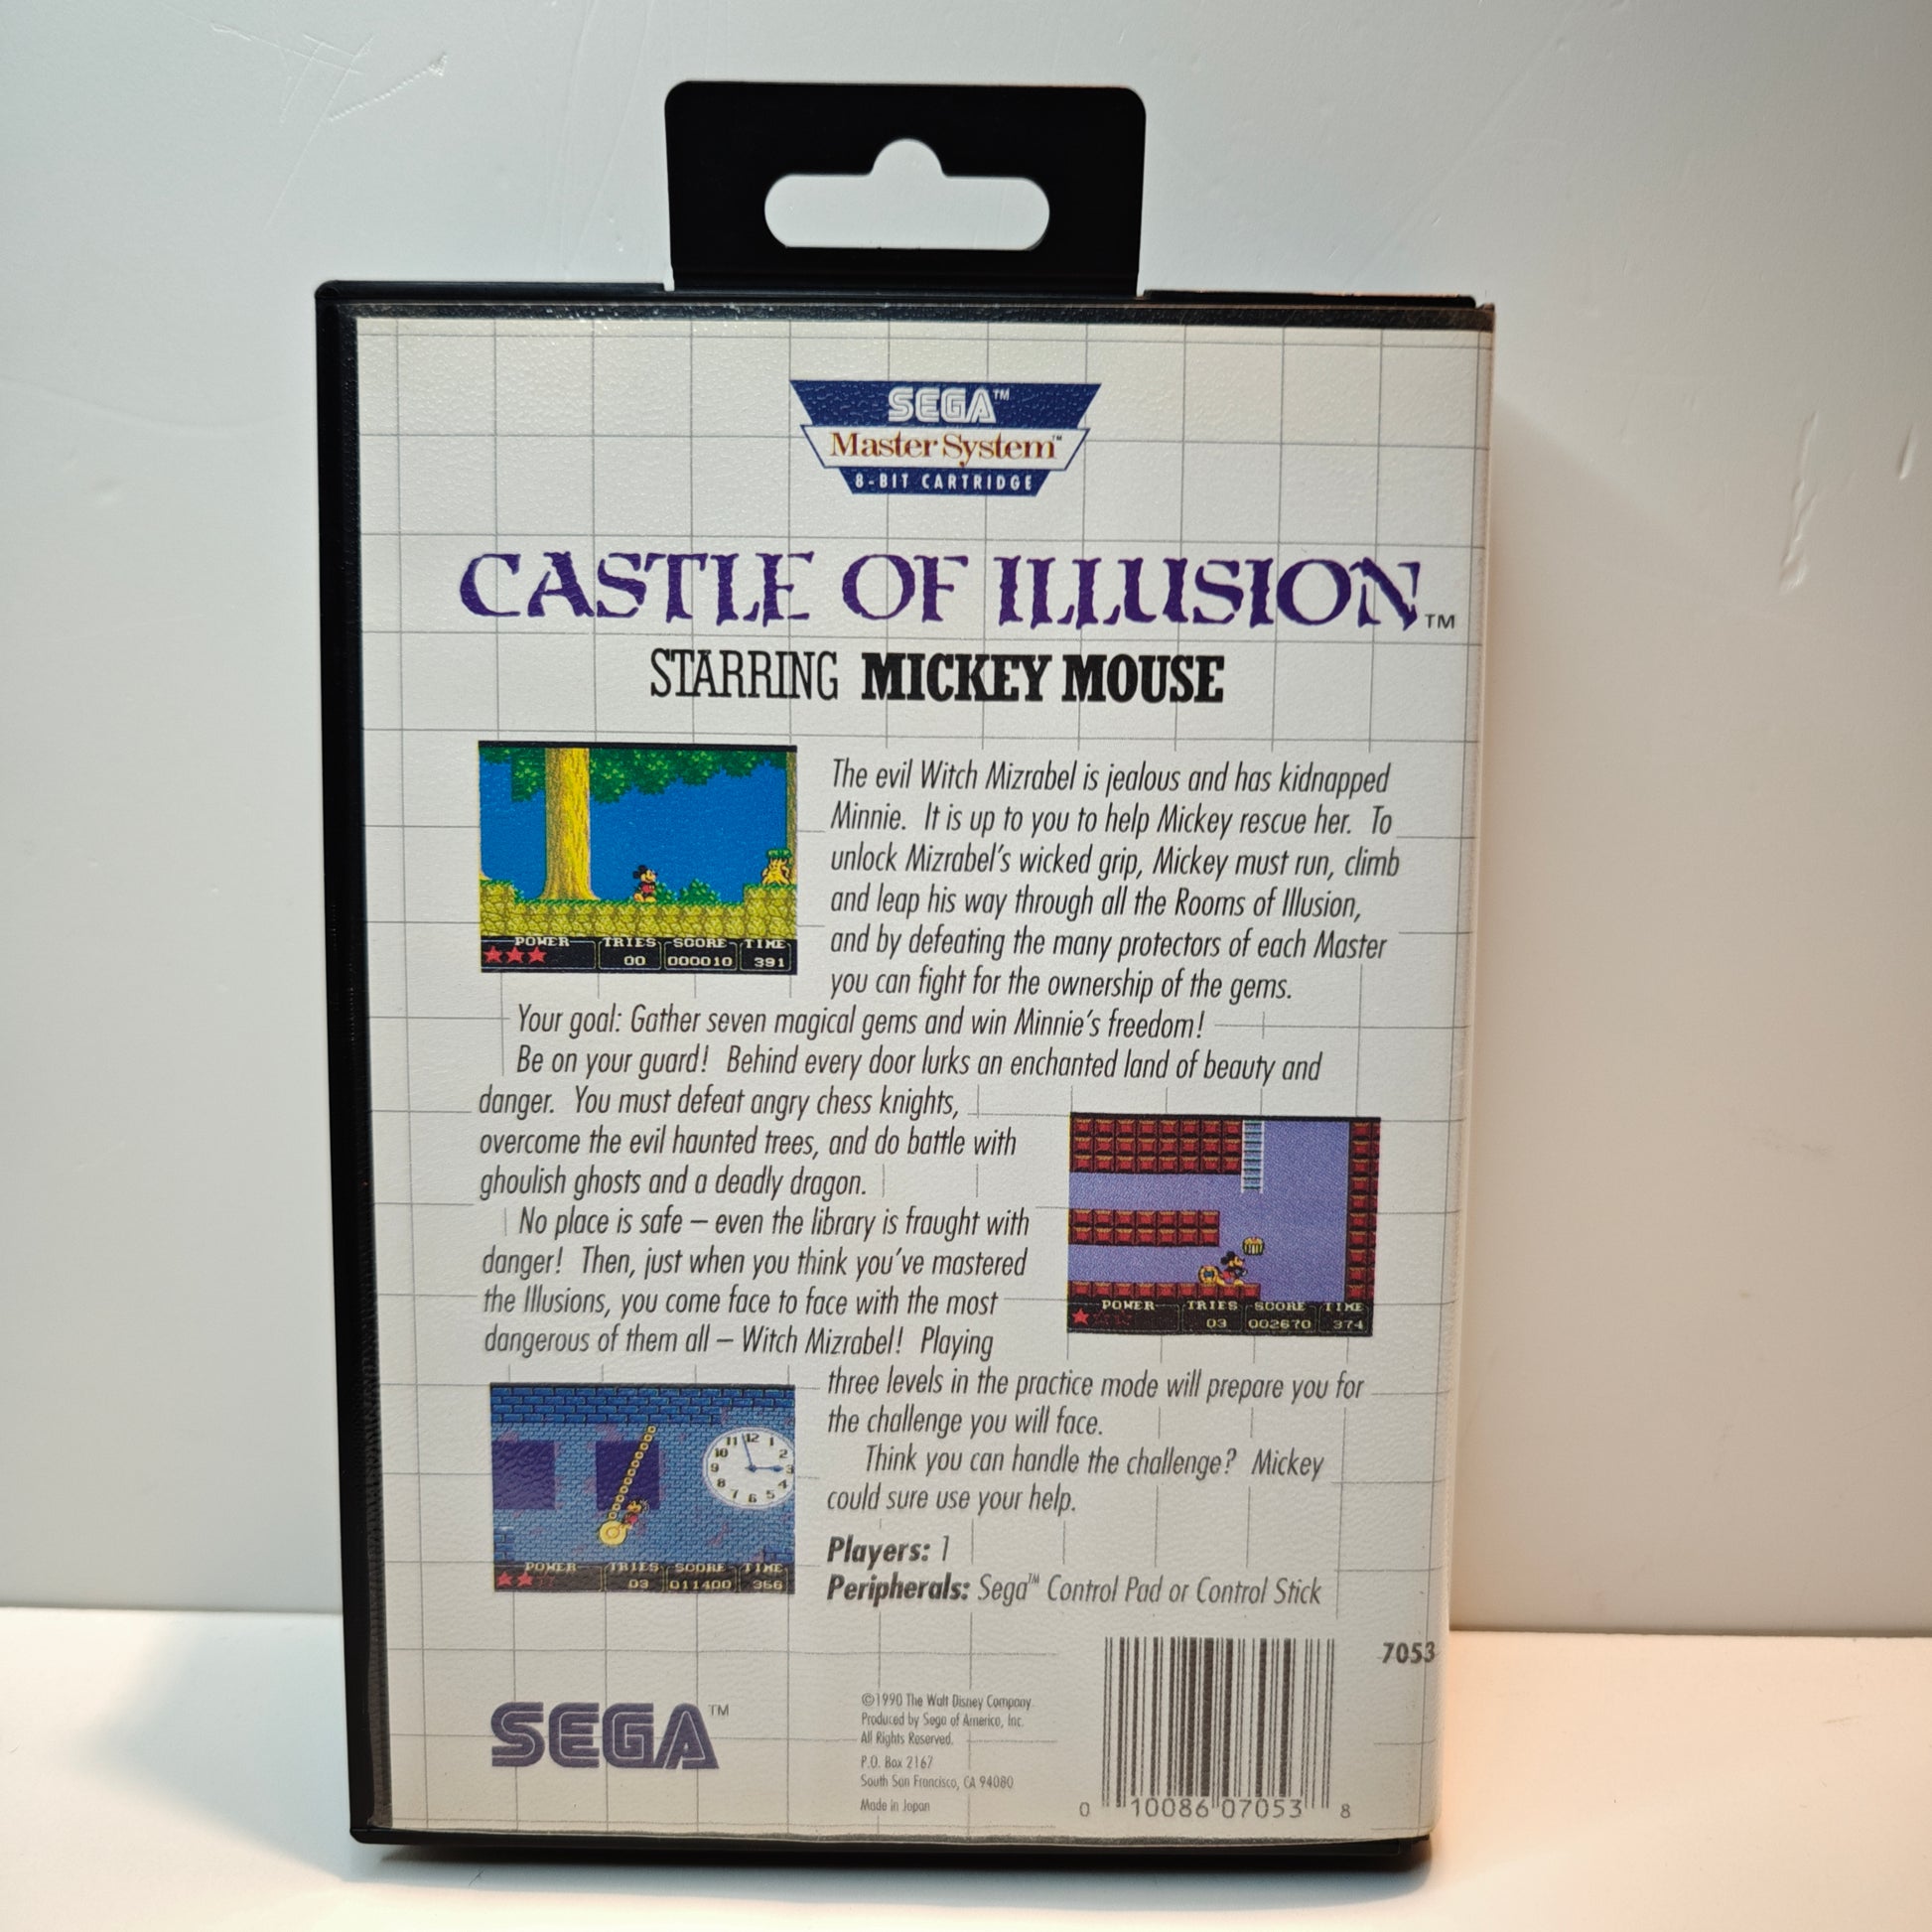 SEGA™
Master System™
8-BIT CARTRIDGE
CASTLE OF ILLUSION™
STARRING MICKEY MOUSE
The evil Witch Mizrabel is jealous and has kidnapped
Minnie. It is up to you to help Mickey rescue her. To
unlock Mizrabel's wicked grip, Mickey must run, climb
and leap his way through all the Rooms of Illusion,
and by defeating the many protectors of each Master
you can fight for the ownership of the gems.
POWER TRIES SCORE TIME
00 000010 391
Your goal: Gather seven magical gems and win Minnie's freedom!
Be on your guard! Behind every door lurks an enchanted land of beauty and
danger. You must defeat angry chess knights,
overcome the evil haunted trees, and do battle with
ghoulish ghosts and a deadly dragon.
No place is safe – even the library is fraught with
danger! Then, just when you think you've mastered
the Illusions, you come face to face with the most
dangerous of them all – Witch Mizrabel! Playing
POWER TRIES SCORE TIME
03 002670 374
three levels in the practice mode will prepare you for
the challenge you will face.
Think you can handle the challenge? Mickey
could sure use your help.
11 12 1
10 2
9 3
8 4
7 6 5
POWER TRIES SCORE TIME
03 011400 356
Players: 1
Peripherals: Sega™ Control Pad or Control Stick
7053
SEGA™
©1990 The Walt Disney Company.
Produced by Sega of America, Inc.
All Rights Reserved.
P.O. Box 2167
South San Francisco, CA 94080
Made in Japan
0 10086 07053 8